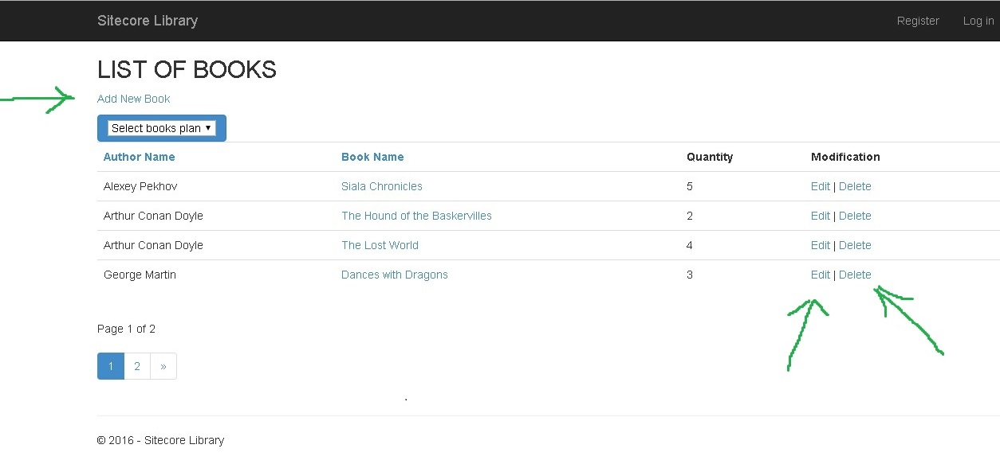 Sitecore Library Register Log in
LIST OF BOOKS
Add New Book
Select books plan ▼
Author Name Book Name Quantity Modification
Alexey Pekhov Siala Chronicles 5 Edit | Delete
Arthur Conan Doyle The Hound of the Baskervilles 2 Edit | Delete
Arthur Conan Doyle The Lost World 4 Edit | Delete
George Martin Dances with Dragons 3 Edit | Delete
Page 1 of 2
1 2 »
.
© 2016 - Sitecore Library